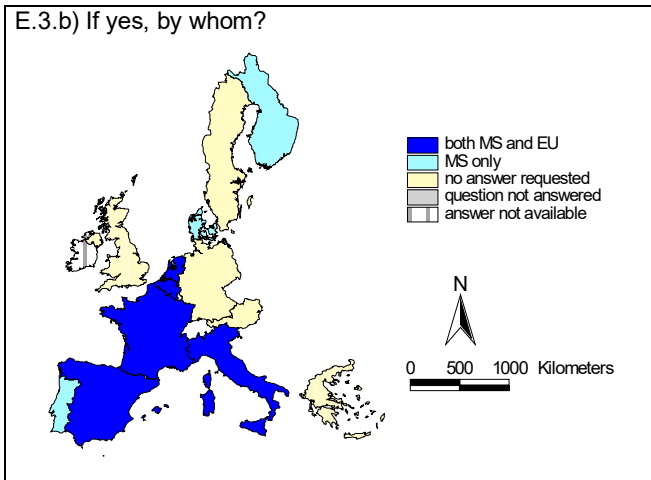 E.3.b) If yes, by whom?
both MS and EU
MS only
no answer requested
question not answered
answer not available
N
0 500 1000 Kilometers